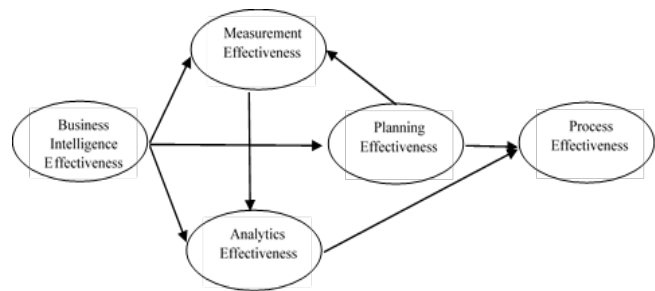 Measurement
Effectiveness
Business
Intelligence
Effectiveness
Planning
Effectiveness
Process
Effectiveness
Analytics
Effectiveness